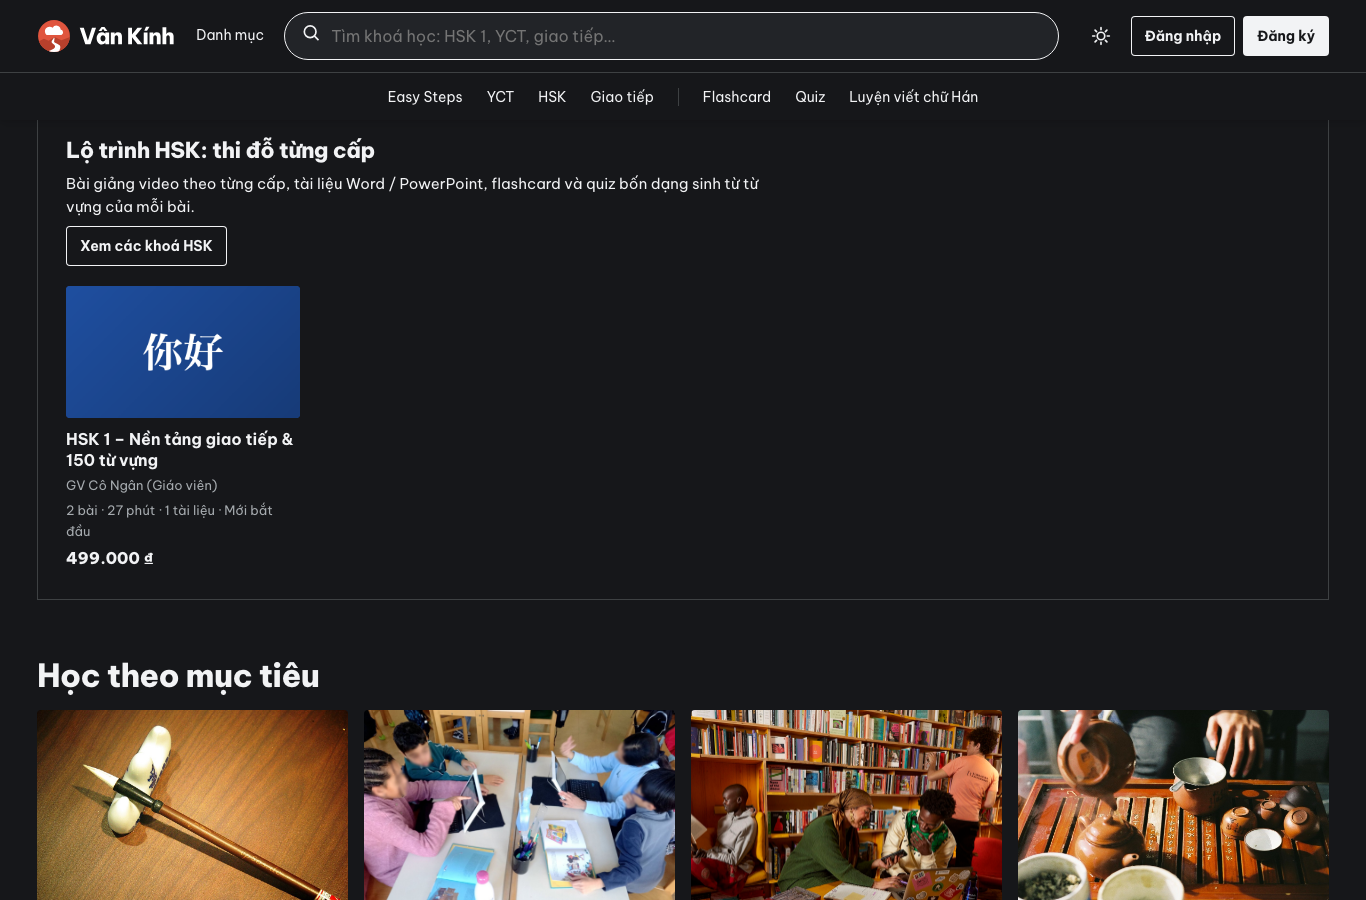 Vân Kính
Danh mục
Tìm khoá học: HSK 1, YCT, giao tiếp...
Đăng nhập
Đăng ký
Easy Steps
YCT
HSK
Giao tiếp
Flashcard
Quiz
Luyện viết chữ Hán
Lộ trình HSK: thi đỗ từng cấp
Bài giảng video theo từng cấp, tài liệu Word / PowerPoint, flashcard và quiz bốn dạng sinh từ từ
vựng của mỗi bài.
Xem các khoá HSK
你好
HSK 1 – Nền tảng giao tiếp &
150 từ vựng
GV Cô Ngân (Giáo viên)
2 bài · 27 phút · 1 tài liệu · Mới bắt
đầu
499.000 ₫
Học theo mục tiêu